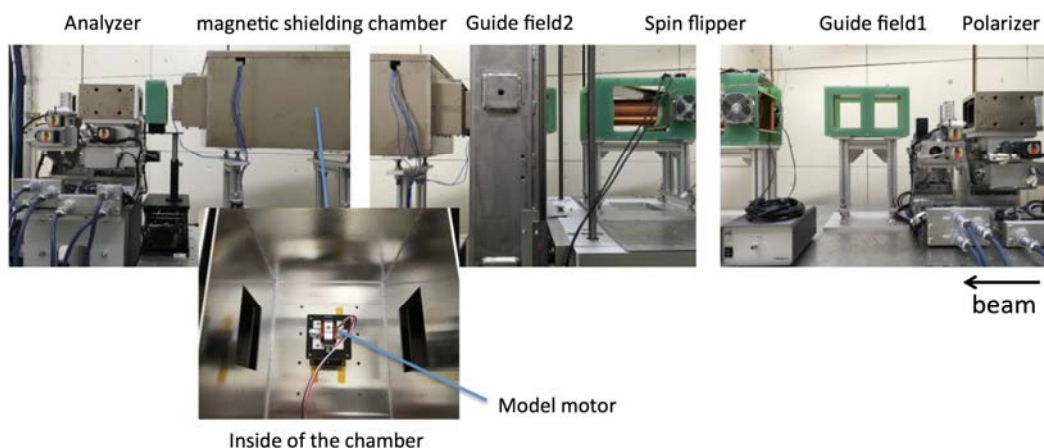 Analyzer
magnetic shielding chamber
Guide field2
Spin flipper
Guide field1
Polarizer
beam
Model motor
Inside of the chamber